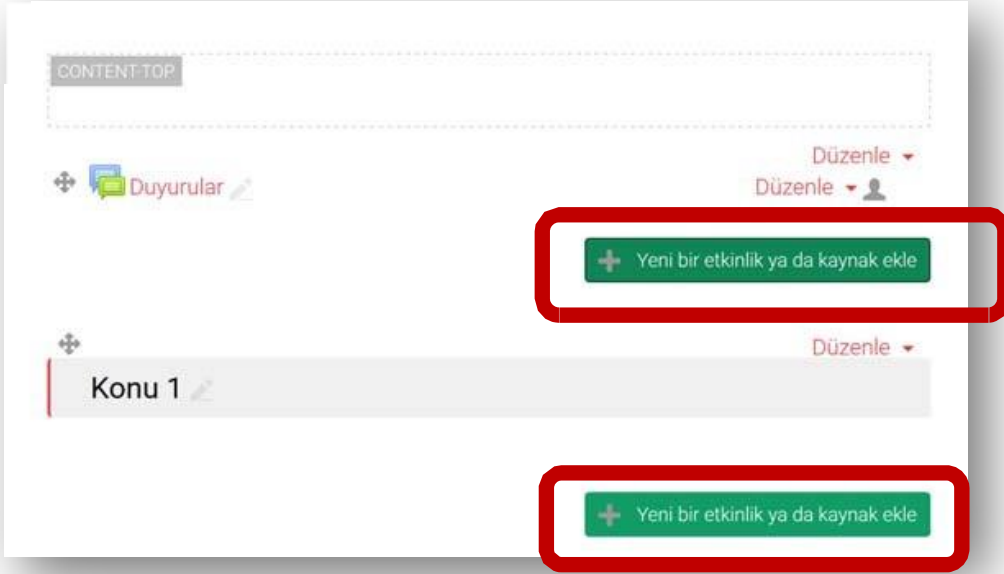 CONTENT-TOP
Düzenle
Duyurular
Düzenle
Yeni bir etkinlik ya da kaynak ekle
Düzenle
Konu 1
Yeni bir etkinlik ya da kaynak ekle